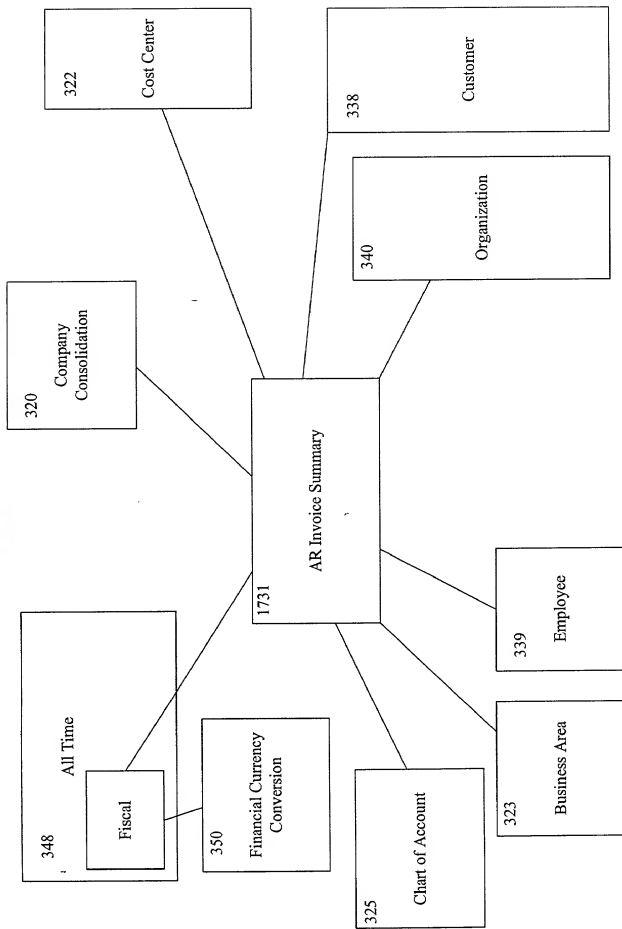 348
All Time
Fiscal
350
Financial Currency
Conversion
325
Chart of Account
323
Business Area
339
Employee
1731
AR Invoice Summary
320
Company
Consolidation
322
Cost Center
338
Customer
340
Organization